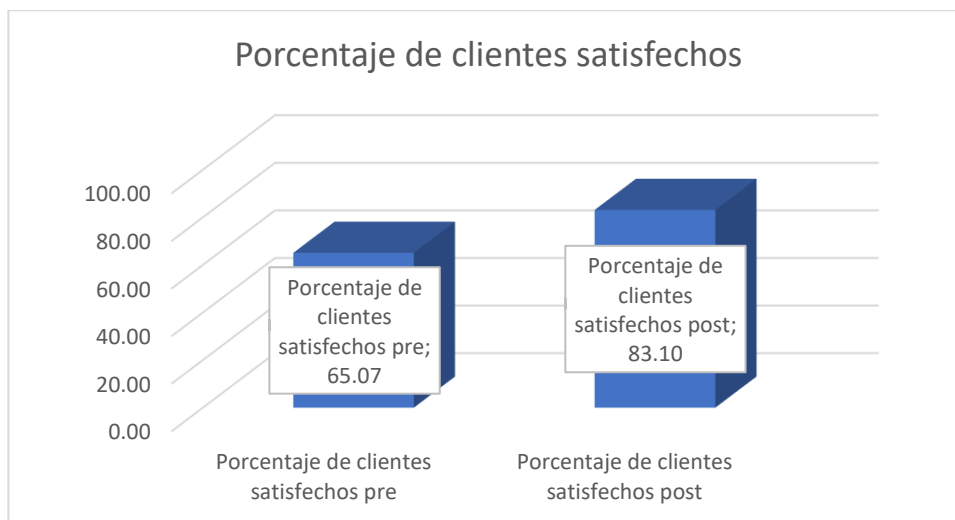 Porcentaje de clientes satisfechos
100.00
80.00
60.00
40.00
20.00
0.00
Porcentaje de
clientes
satisfechos pre;
65.07
Porcentaje de
clientes
satisfechos post;
83.10
Porcentaje de clientes
satisfechos pre
Porcentaje de clientes
satisfechos post